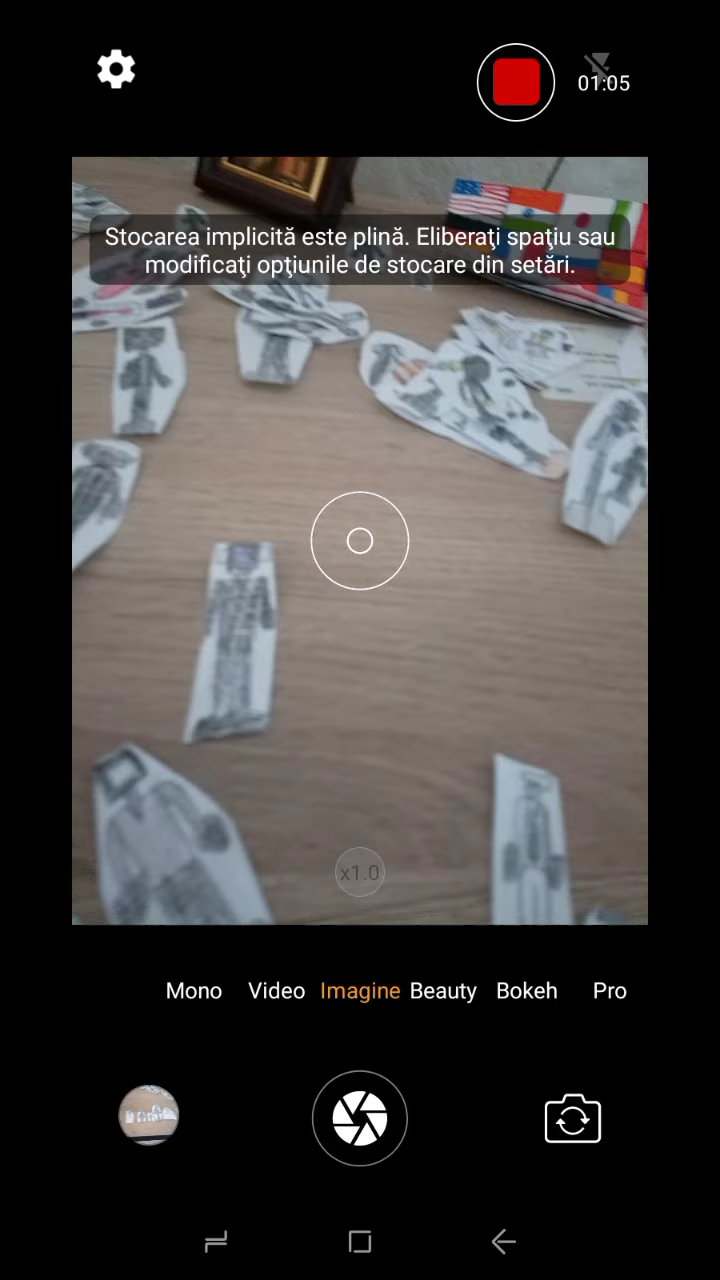 01:05
Stocarea implicită este plină. Eliberaţi spaţiu sau
modificaţi opţiunile de stocare din setări.
x1.0
Mono Video Imagine Beauty Bokeh Pro